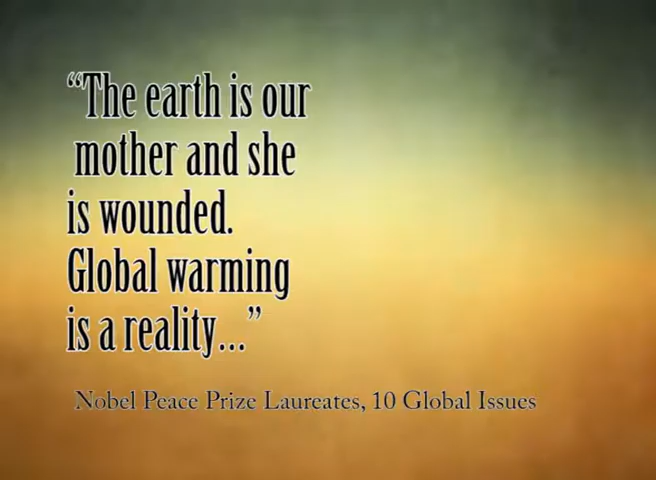 “The earth is our
mother and she
is wounded.
Global warming
is a reality...”
Nobel Peace Prize Laureates, 10 Global Issues